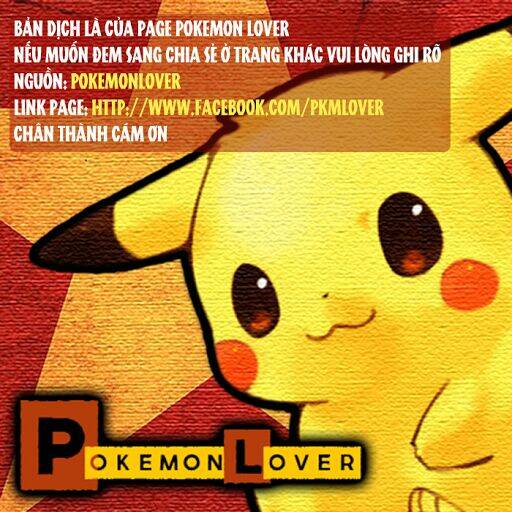 BẢN DỊCH LÀ CỦA PAGE POKEMON LOVER
NẾU MUỐN ĐEM SANG CHIA SẺ Ở TRANG KHÁC VUI LÒNG GHI RÕ
NGUỒN: POKEMONLOVER
LINK PAGE: HTTP://WWW.FACEBOOK.COM/PKMLOVER
CHÂN THÀNH CẢM ƠN
POKEMON LOVER